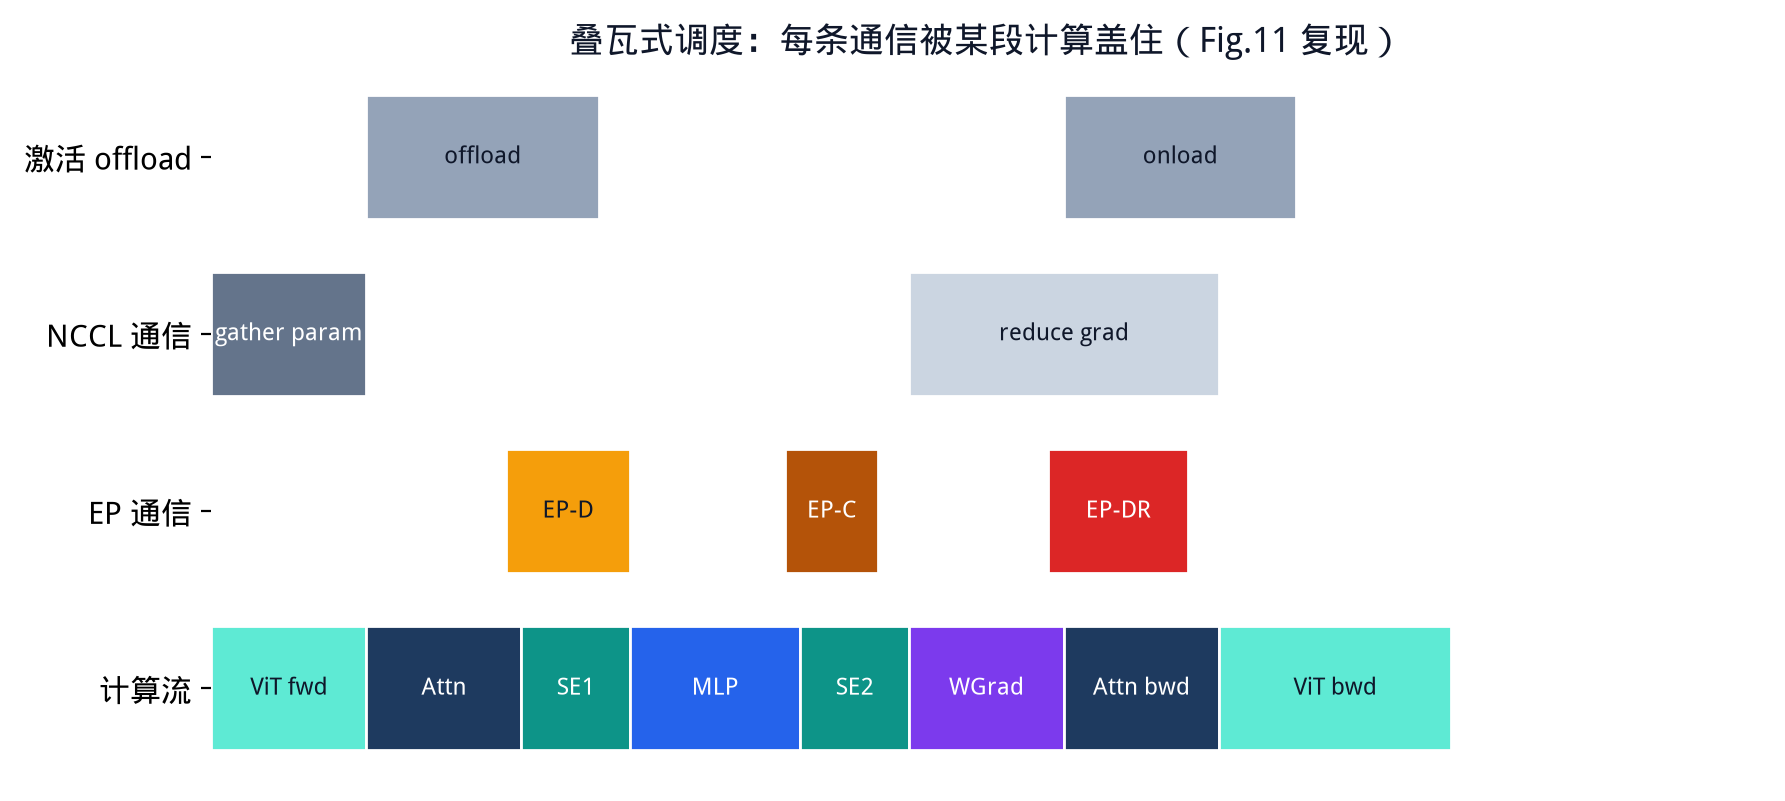 叠瓦式调度：每条通信被某段计算盖住（Fig.11 复现）
激活 offload
offload
onload
NCCL 通信
gather param
reduce grad
EP 通信
EP-D
EP-C
EP-DR
计算流
ViT fwd
Attn
SE1
MLP
SE2
WGrad
Attn bwd
ViT bwd